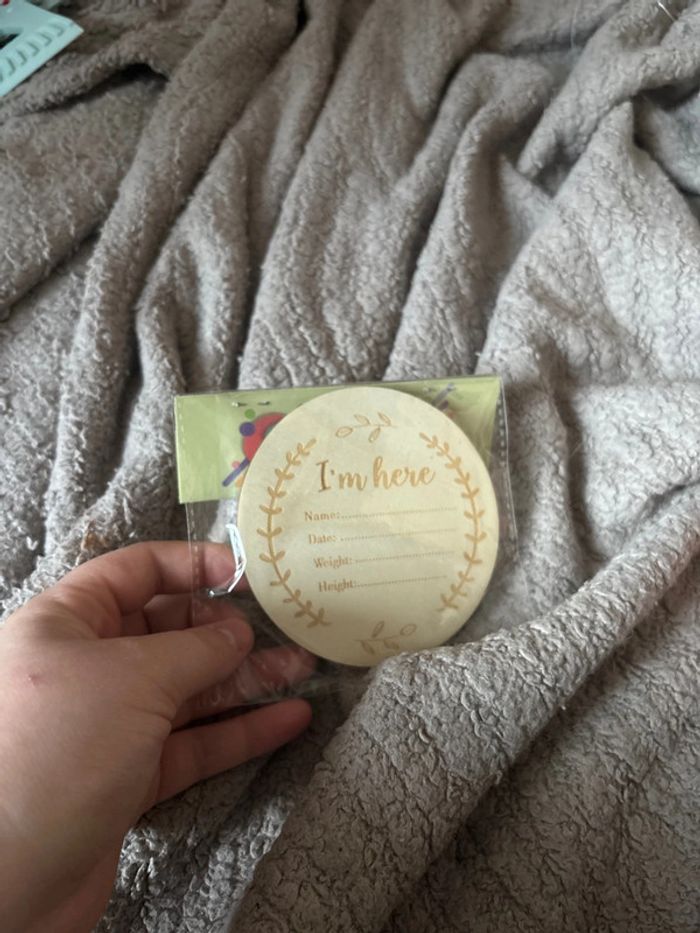 I'm here
Name:....................
Date: ....................
Weight: ....................
Height:....................